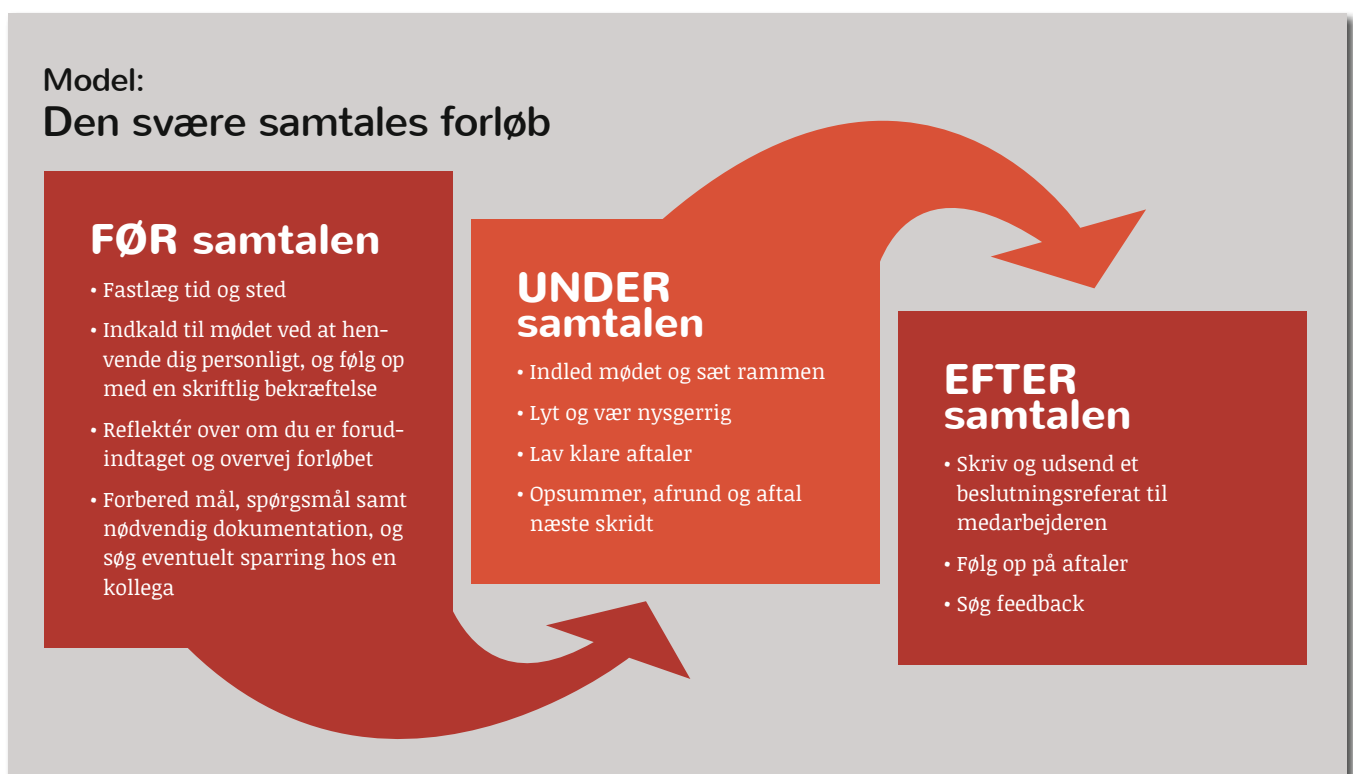 Model:
Den svære samtales forløb
FØR samtalen
• Fastlæg tid og sted
• Indkald til mødet ved at hen-
vende dig personligt, og følg op
med en skriftlig bekræftelse
• Reflektér over om du er forud-
indtaget og overvej forløbet
• Forbered mål, spørgsmål samt
nødvendig dokumentation, og
søg eventuelt sparring hos en
kollega
UNDER
samtalen
• Indled mødet og sæt rammen
• Lyt og vær nysgerrig
• Lav klare aftaler
• Opsummer, afrund og aftal
næste skridt
EFTER
samtalen
• Skriv og udsend et
beslutningsreferat til
medarbejderen
• Følg op på aftaler
• Søg feedback